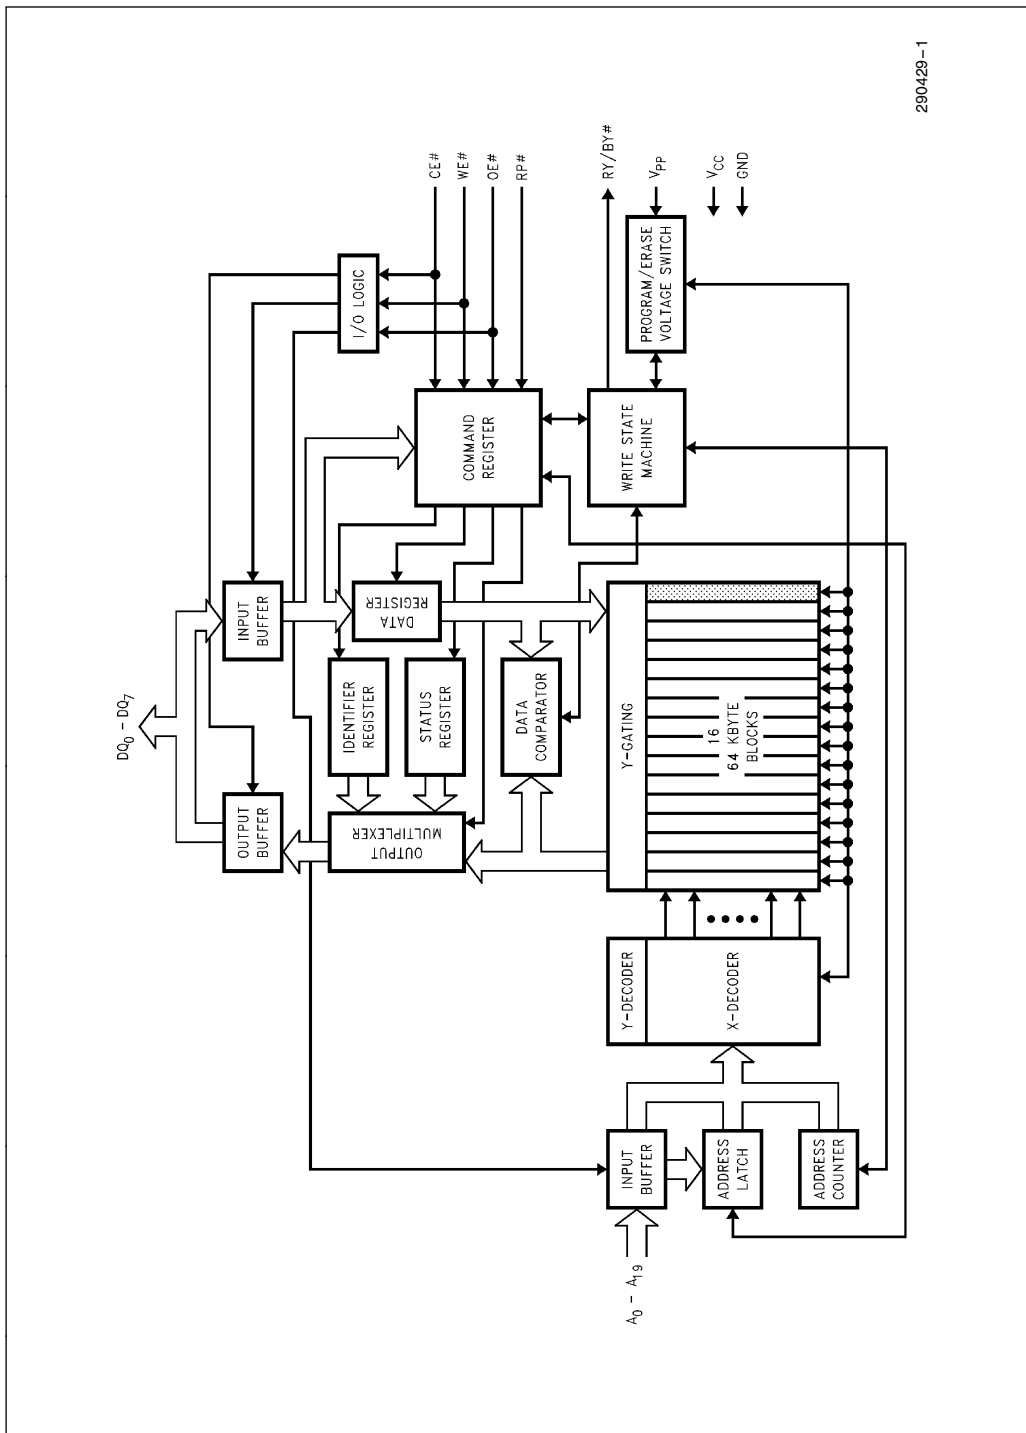 DQ0 – DQ7
OUTPUT
BUFFER
INPUT
BUFFER
I/O LOGIC
CE#
WE#
OE#
RP#
IDENTIFIER
REGISTER
STATUS
REGISTER
DATA
REGISTER
COMMAND
REGISTER
OUTPUT
MULTIPLEXER
DATA
COMPARATOR
WRITE STATE
MACHINE
RY/BY#
PROGRAM/ERASE
VOLTAGE SWITCH
VPP
VCC
GND
A0 – A19
INPUT
BUFFER
Y-DECODER
Y-GATING
ADDRESS
LATCH
X-DECODER
16
64 KBYTE
BLOCKS
ADDRESS
COUNTER
290429–1